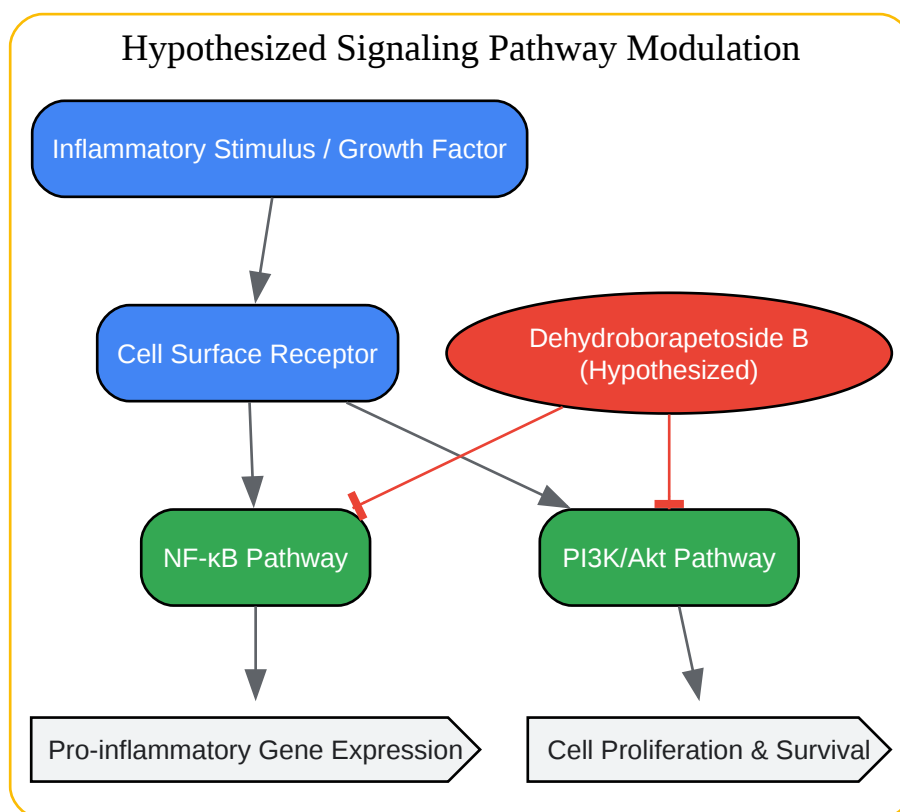 Hypothesized Signaling Pathway Modulation
Inflammatory Stimulus / Growth Factor
Cell Surface Receptor
Dehydroborapetoside B
(Hypothesized)
NF-κB Pathway
PI3K/Akt Pathway
Pro-inflammatory Gene Expression
Cell Proliferation & Survival